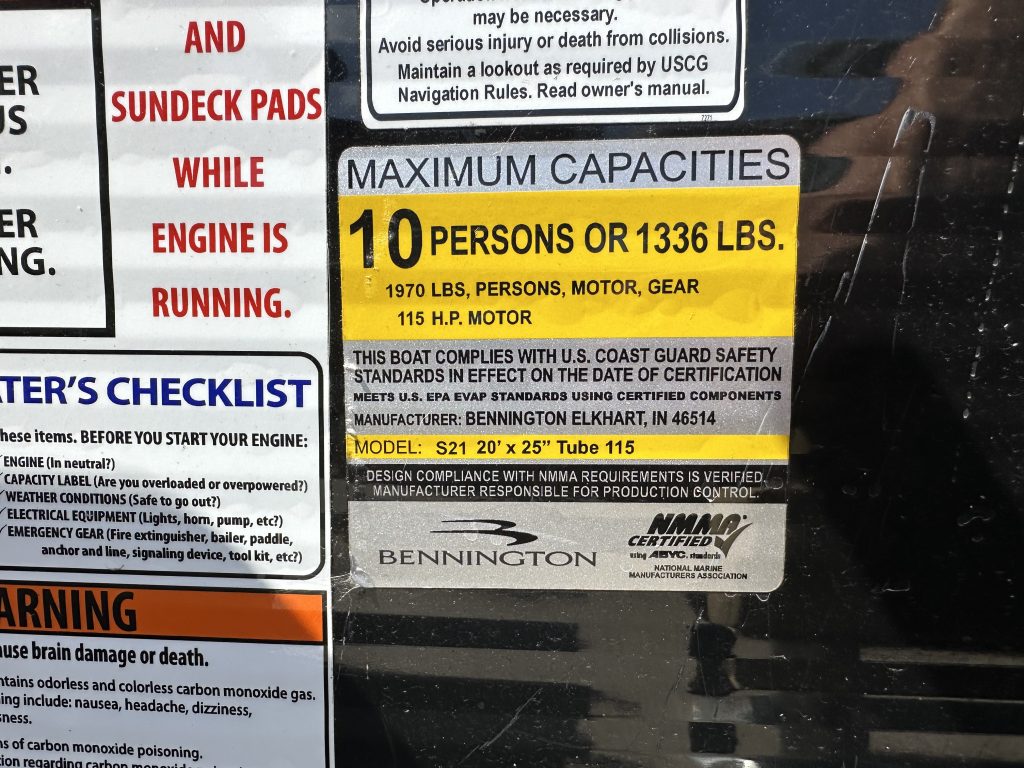 ER
US
.
ER
NG.
AND
SUNDECK PADS
WHILE
ENGINE IS
RUNNING.
may be necessary.
Avoid serious injury or death from collisions.
Maintain a lookout as required by USCG
Navigation Rules. Read owner's manual.
7271
MAXIMUM CAPACITIES
10 PERSONS OR 1336 LBS.
1970 LBS, PERSONS, MOTOR, GEAR
115 H.P. MOTOR
THIS BOAT COMPLIES WITH U.S. COAST GUARD SAFETY
STANDARDS IN EFFECT ON THE DATE OF CERTIFICATION
MEETS U.S. EPA EVAP STANDARDS USING CERTIFIED COMPONENTS
MANUFACTURER: BENNINGTON ELKHART, IN 46514
MODEL: S21 20' x 25" Tube 115
DESIGN COMPLIANCE WITH NMMA REQUIREMENTS IS VERIFIED.
MANUFACTURER RESPONSIBLE FOR PRODUCTION CONTROL.
BENNINGTON
NMMA
CERTIFIED
using ABYC standards
NATIONAL MARINE
MANUFACTURERS ASSOCIATION
TER'S CHECKLIST
hese items. BEFORE YOU START YOUR ENGINE:
ENGINE (In neutral?)
CAPACITY LABEL (Are you overloaded or overpowered?)
WEATHER CONDITIONS (Safe to go out?)
ELECTRICAL EQUIPMENT (Lights, horn, pump, etc?)
EMERGENCY GEAR (Fire extinguisher, bailer, paddle,
anchor and line, signaling device, tool kit, etc?)
ARNING
use brain damage or death.
ntains odorless and colorless carbon monoxide gas.
ning include: nausea, headache, dizziness,
sness.
ns of carbon monoxide poisoning.
tion regarding carbon monoxide